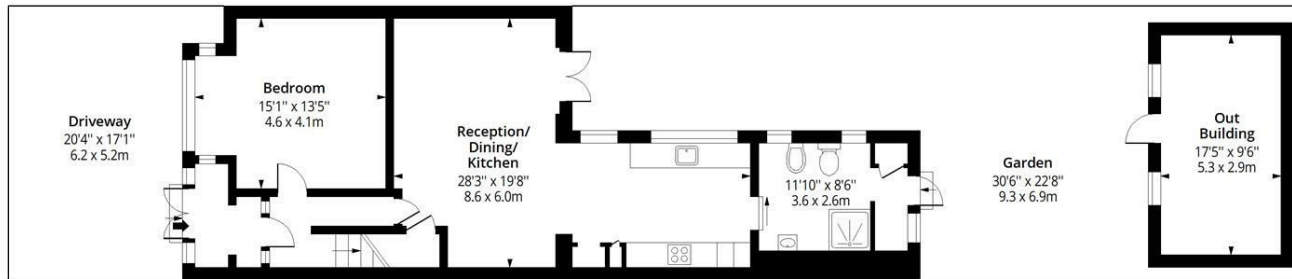 Driveway
20'4" x 17'1"
6.2 x 5.2m
Bedroom
15'1" x 13'5"
4.6 x 4.1m
Reception/
Dining/
Kitchen
28'3" x 19'8"
8.6 x 6.0m
11'10" x 8'6"
3.6 x 2.6m
Garden
30'6" x 22'8"
9.3 x 6.9m
Out
Building
17'5" x 9'6"
5.3 x 2.9m